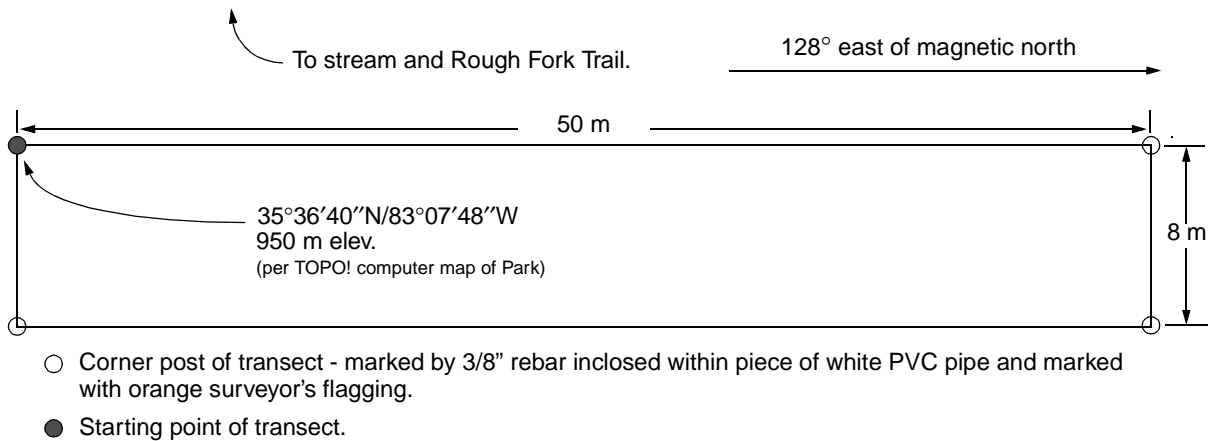 To stream and Rough Fork Trail.
128° east of magnetic north
50 m
35°36′40″N/83°07′48″W
950 m elev.
(per TOPO! computer map of Park)
8 m
Corner post of transect - marked by 3/8” rebar inclosed within piece of white PVC pipe and marked
with orange surveyor’s flagging.
Starting point of transect.